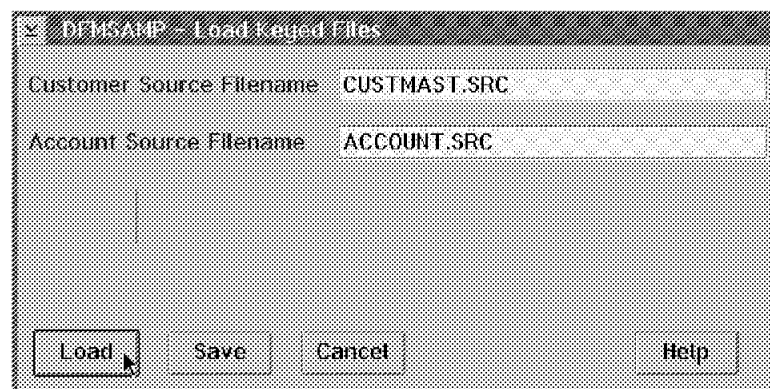 DFMSAMP - Load Keyed Files
Customer Source Filename CUSTMAST.SRC
Account Source Filename ACCOUNT.SRC
Load Save Cancel Help